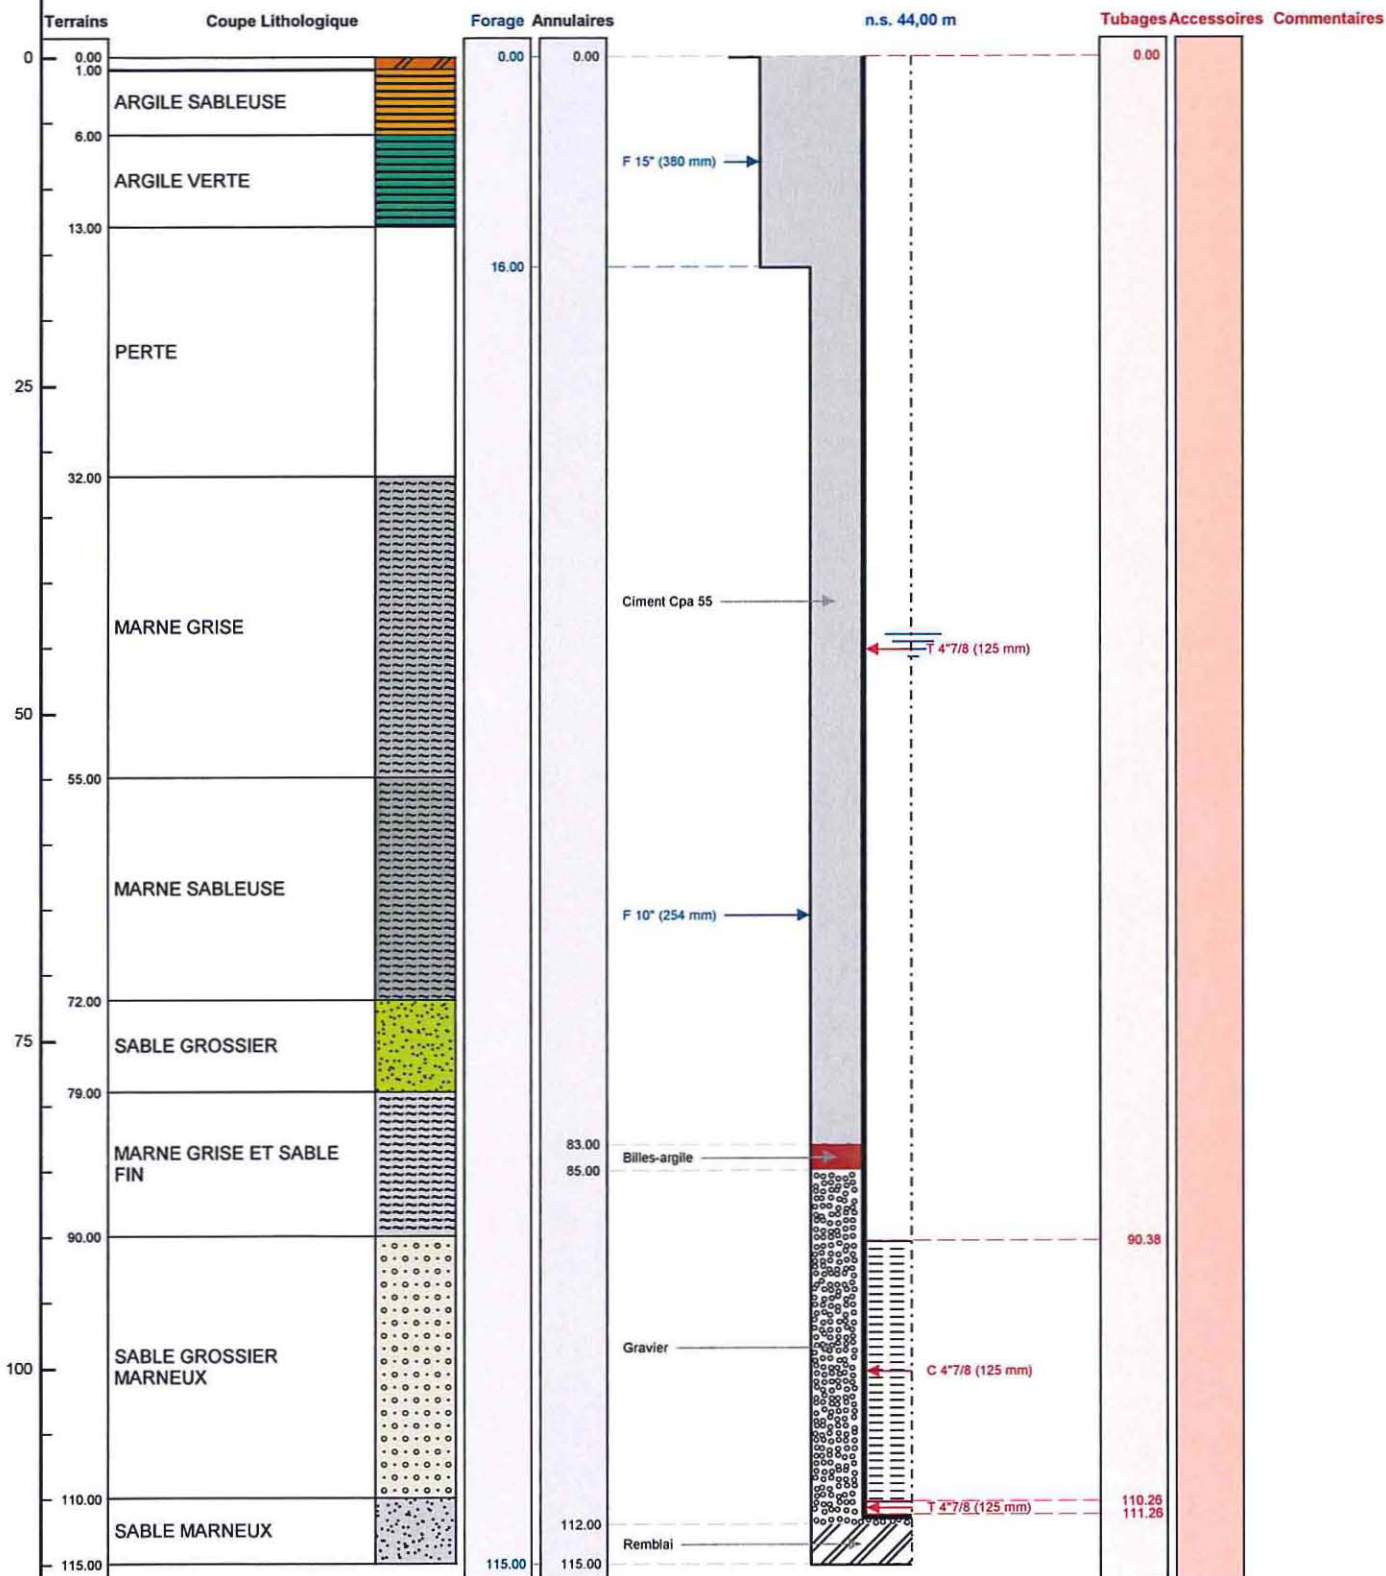 Terrains Coupe Lithologique Forage Annulaires n.s. 44,00 m Tubages Accessoires Commentaires
0 0.00 0.00 0.00 0.00
1.00
ARGILE SABLEUSE
6.00
F 15" (380 mm)
ARGILE VERTE
13.00
16.00
PERTE
25
32.00
Ciment Cpa 55
MARNE GRISE
T 4"7/8 (125 mm)
50
55.00
MARNE SABLEUSE
F 10" (254 mm)
72.00
75
SABLE GROSSIER
79.00
83.00
MARNE GRISE ET SABLE
FIN
Billes-argile
85.00
90.00 90.38
Gravier
SABLE GROSSIER
MARNEUX
100 C 4"7/8 (125 mm)
110.00 110.26
T 4"7/8 (125 mm) 111.26
112.00
SABLE MARNEUX
Remblai
115.00 115.00 115.00